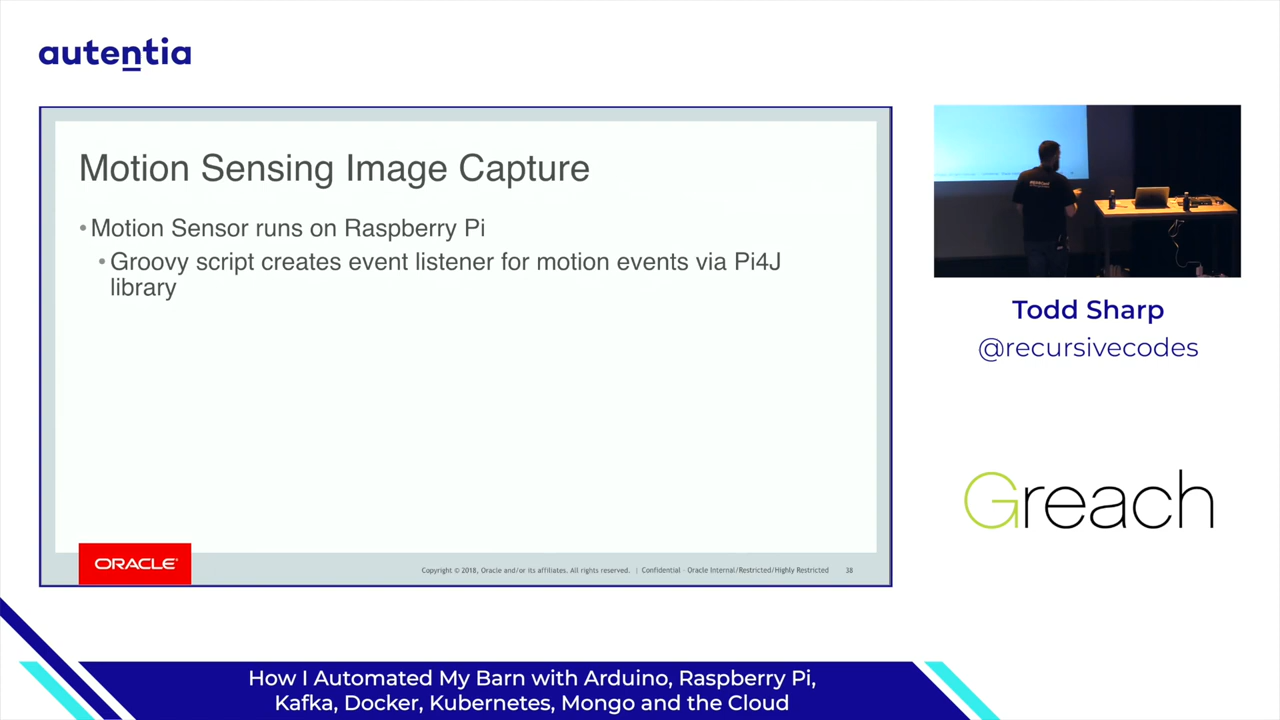 autentia
Motion Sensing Image Capture
•Motion Sensor runs on Raspberry Pi
•Groovy script creates event listener for motion events via Pi4J
library
ORACLE
Copyright © 2018, Oracle and/or its affiliates. All rights reserved. | Confidential – Oracle Internal/Restricted/Highly Restricted 38
Todd Sharp
@recursivecodes
Greach
How I Automated My Barn with Arduino, Raspberry Pi,
Kafka, Docker, Kubernetes, Mongo and the Cloud